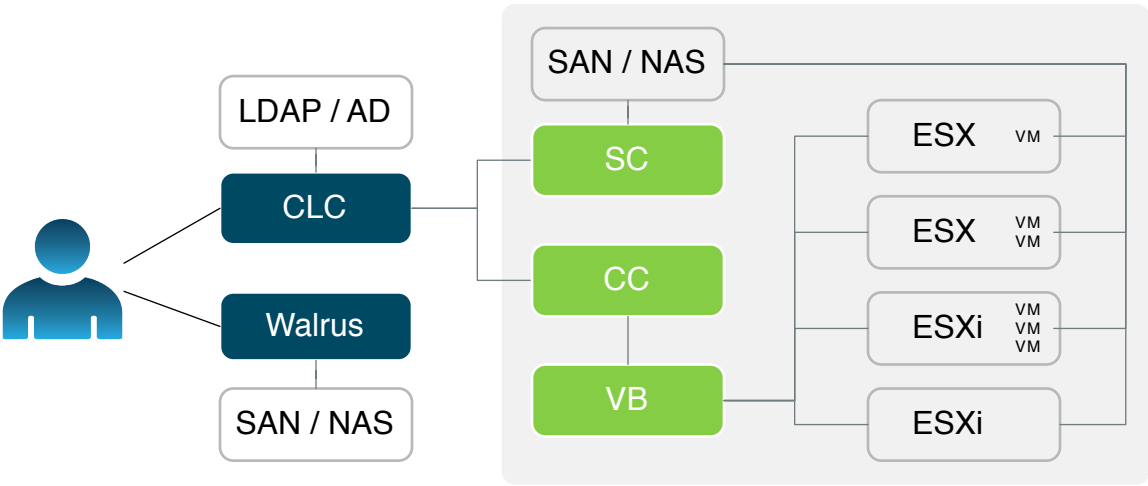 LDAP / AD
CLC
Walrus
SAN / NAS
SAN / NAS
SC
CC
VB
ESX VM
ESX VM
VM
ESXi VM
VM
VM
ESXi